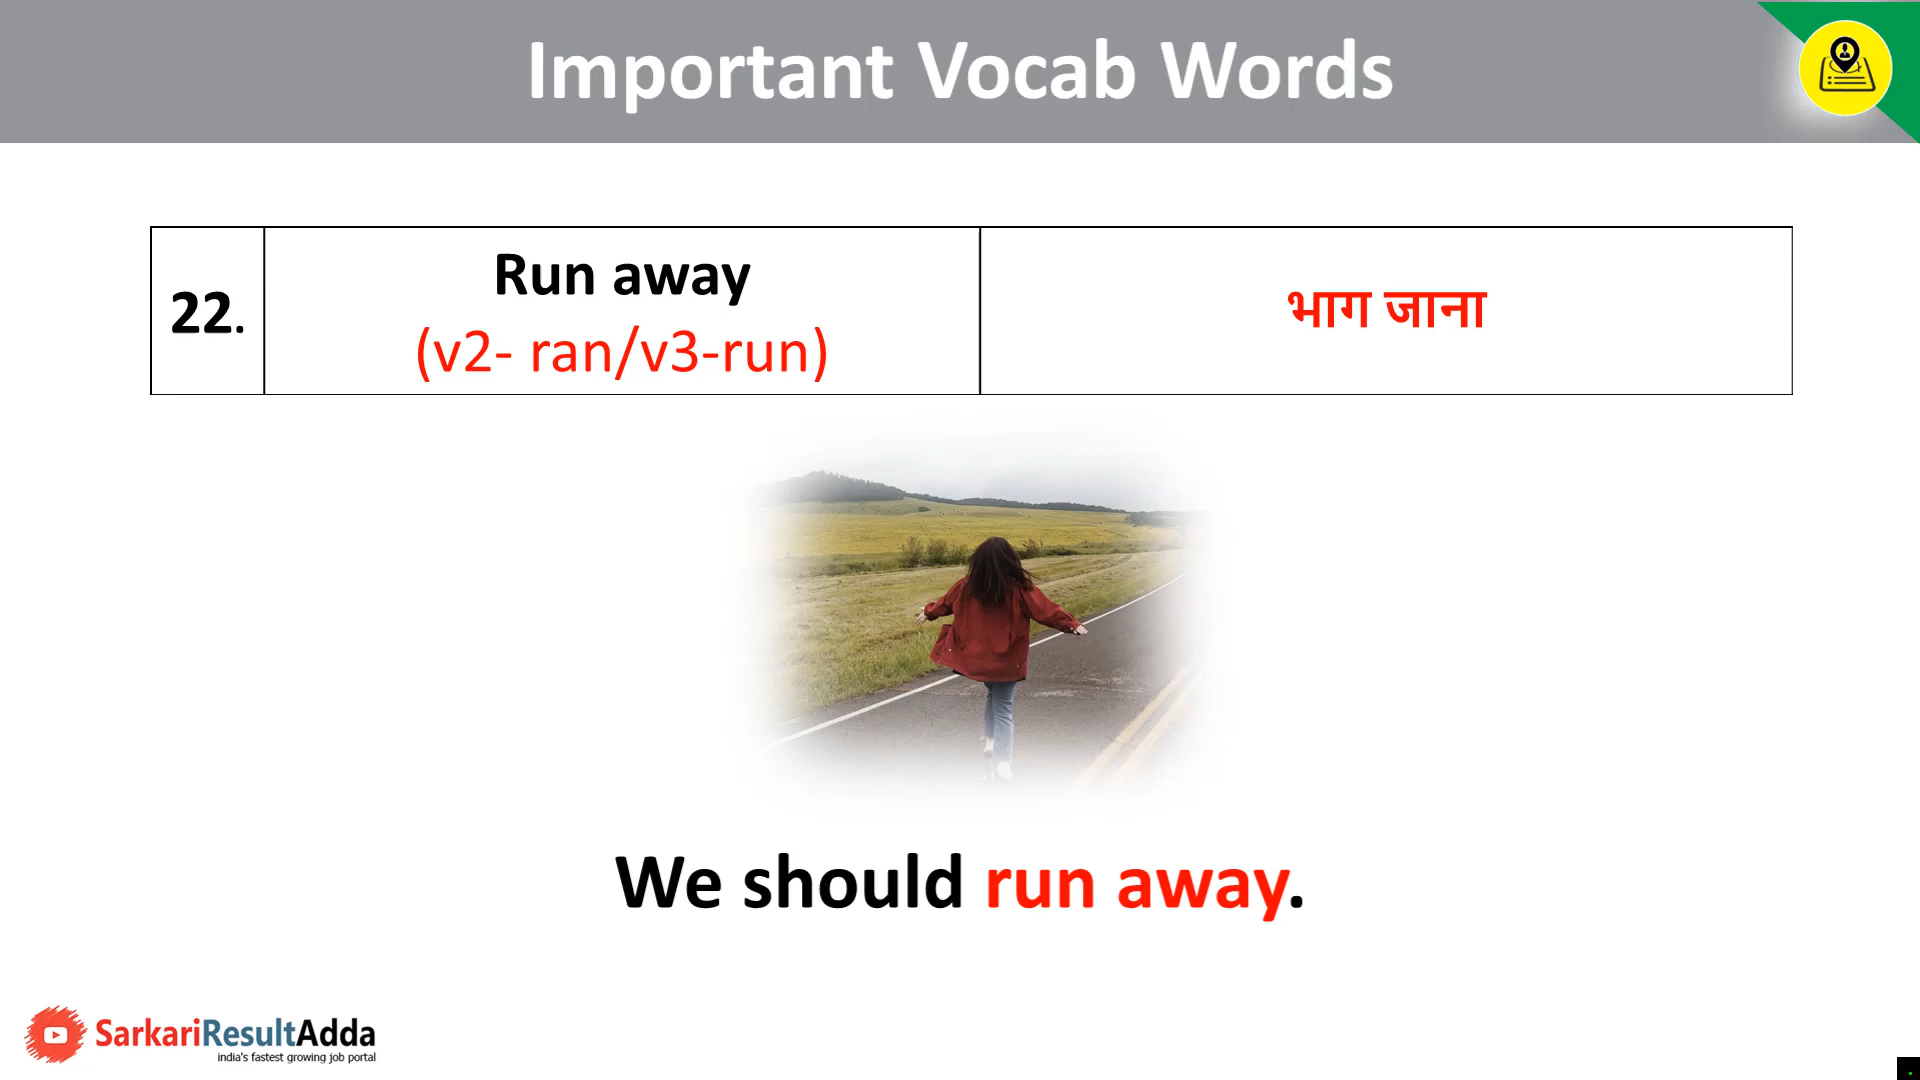 Important Vocab Words
22.
Run away
(v2- ran/v3-run)
भाग जाना
We should run away.
SarkariResultAdda
india's fastest growing job portal